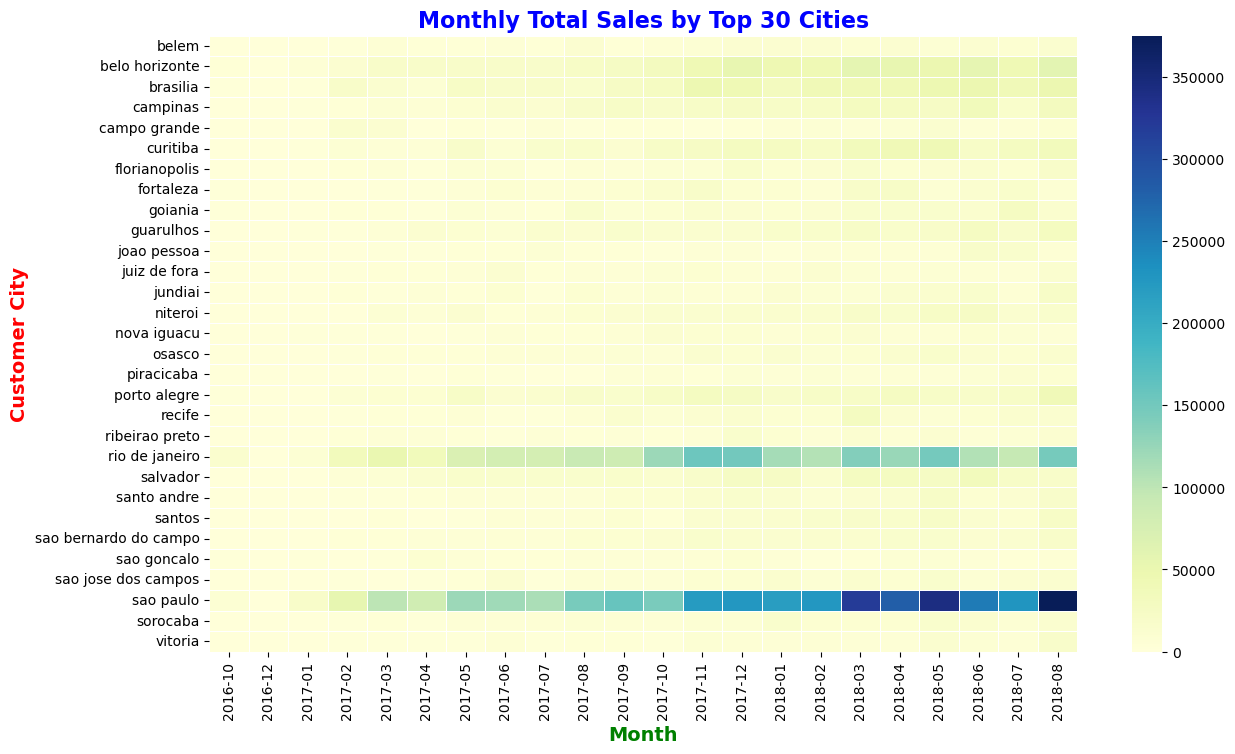 Monthly Total Sales by Top 30 Cities
Customer City
belem
belo horizonte
brasilia
campinas
campo grande
curitiba
florianopolis
fortaleza
goiania
guarulhos
joao pessoa
juiz de fora
jundiai
niteroi
nova iguacu
osasco
piracicaba
porto alegre
recife
ribeirao preto
rio de janeiro
salvador
santo andre
santos
sao bernardo do campo
sao goncalo
sao jose dos campos
sao paulo
sorocaba
vitoria
2016-10
2016-12
2017-01
2017-02
2017-03
2017-04
2017-05
2017-06
2017-07
2017-08
2017-09
2017-10
2017-11
2017-12
2018-01
2018-02
2018-03
2018-04
2018-05
2018-06
2018-07
2018-08
Month
350000
300000
250000
200000
150000
100000
50000
0